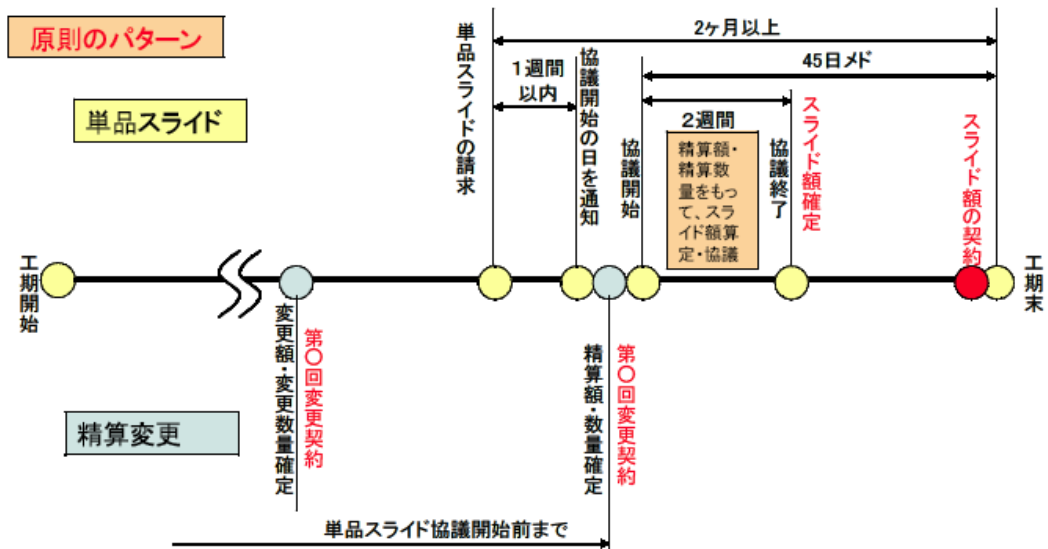 原則のパターン
単品スライド
2ヶ月以上
45日メド
1週間
以内
2週間
精算額・
精算数
量をもっ
て、スラ
イド額算
定・協議
工期開始
単品スライドの請求
協議開始の日を通知
協議開始
協議終了
スライド額確定
スライド額の契約
工期末
変更額・変更数量確定
第〇回変更契約
精算額・数量確定
第〇回変更契約
精算変更
単品スライド協議開始前まで